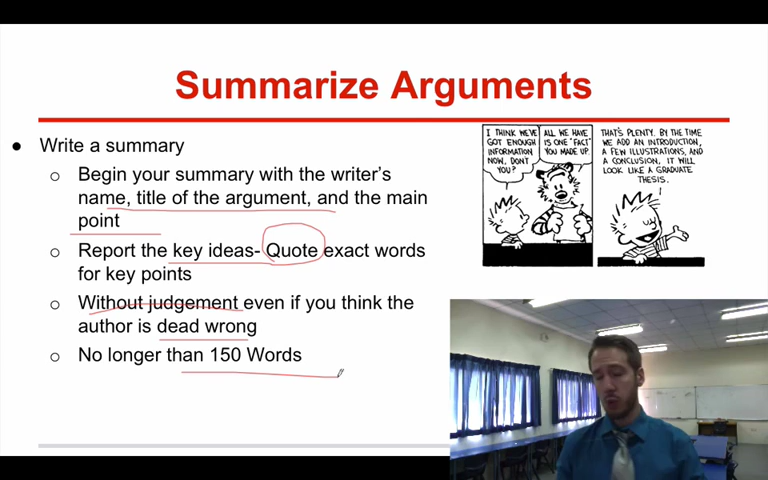 Summarize Arguments
● Write a summary
o Begin your summary with the writer's
name, title of the argument, and the main
point
o Report the key ideas- Quote exact words
for key points
o Without judgement even if you think the
author is dead wrong
o No longer than 150 Words
I THINK WE'VE
GOT ENOUGH
INFORMATION
NOW, DON'T
YOU?
ALL WE HAVE
IS ONE "FACT"
YOU MADE UP.
THAT'S PLENTY. BY THE TIME
WE ADD AN INTRODUCTION,
A FEW ILLUSTRATIONS, AND
A CONCLUSION, IT WILL
LOOK LIKE A GRADUATE
THESIS.